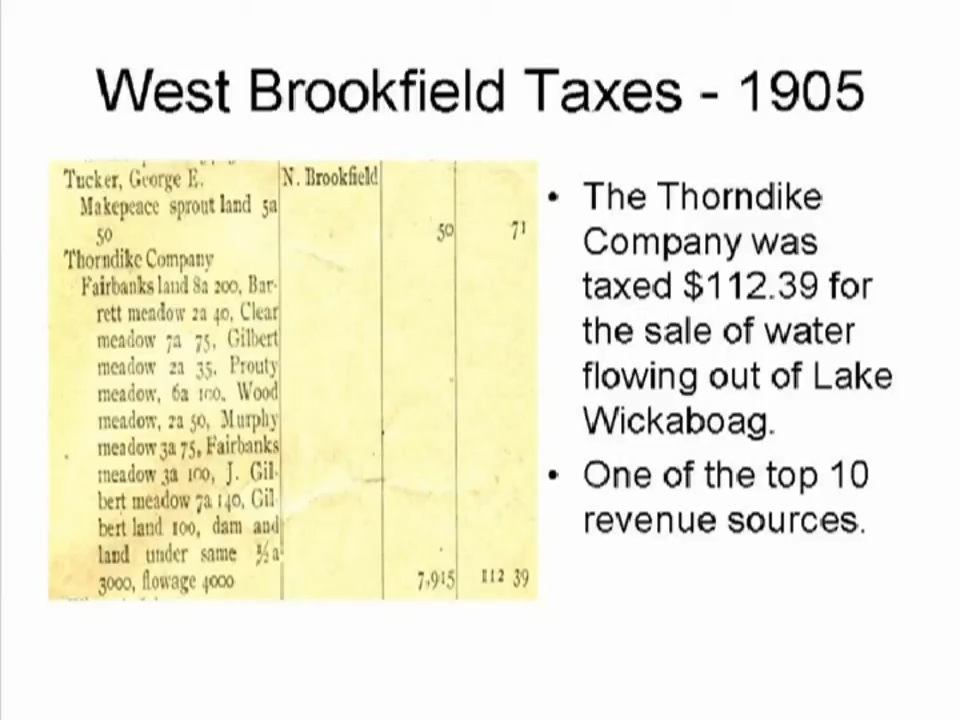 West Brookfield Taxes - 1905
Tucker, George E. N. Brookfield
Makepeace sprout land 5a
50 50 71
Thorndike Company
Fairbanks land 8a 200, Bar-
rett meadow 2a 40, Clear
meadow 7a 75, Gilbert
meadow 2a 35, Prouty
meadow, 6a 100, Wood
meadow, 2a 50, Murphy
meadow 3a 75, Fairbanks
meadow 3a 100, J. Gil-
bert meadow 7a 140, Gil-
bert land 100, dam and
land under same ½a
3000, flowage 4000 7,915 112 39
• The Thorndike
Company was
taxed $112.39 for
the sale of water
flowing out of Lake
Wickaboag.
• One of the top 10
revenue sources.